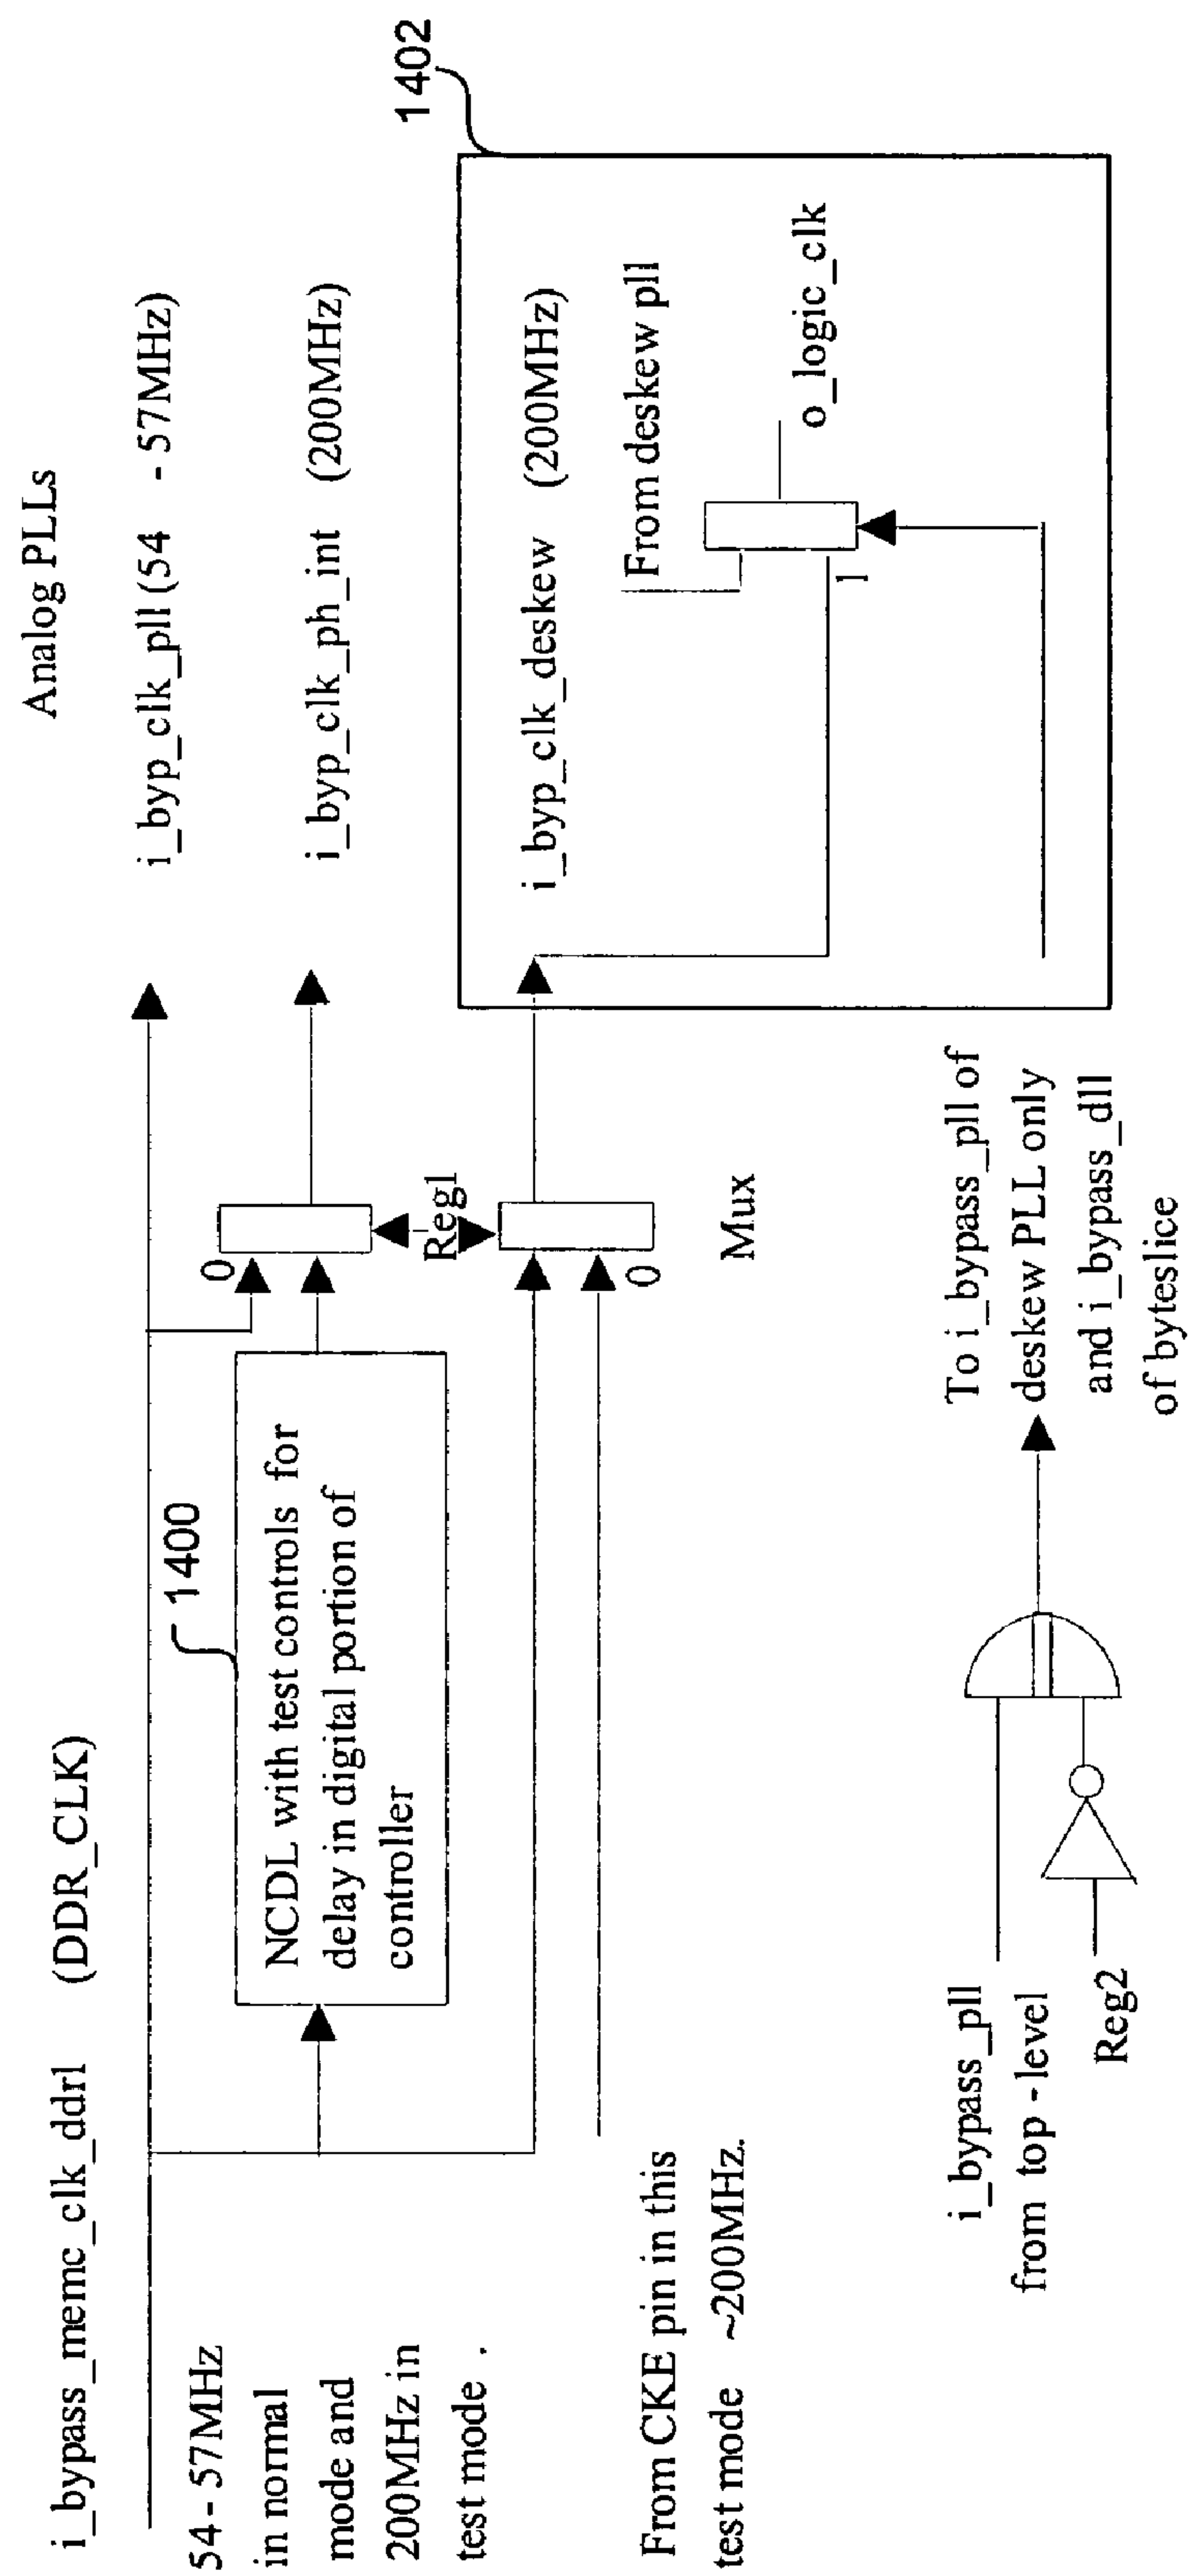 Analog PLLs
i_bypass_memc_clk_ddr1 (DDR_CLK)
i_byp_clk_pll (54 - 57MHz)
1400
54 - 57MHz
in normal
mode and
200MHz in
test mode .
NCDL with test controls for
delay in digital portion of
controller
0
i_byp_clk_ph_int (200MHz)
1402
Reg1
i_byp_clk_deskew (200MHz)
0
From CKE pin in this
test mode ~200MHz.
Mux
From deskew pll
1
o_logic_clk
i_bypass_pll
from top - level
Reg2
To i_bypass_pll of
deskew PLL only
and i_bypass_dll
of byteslice